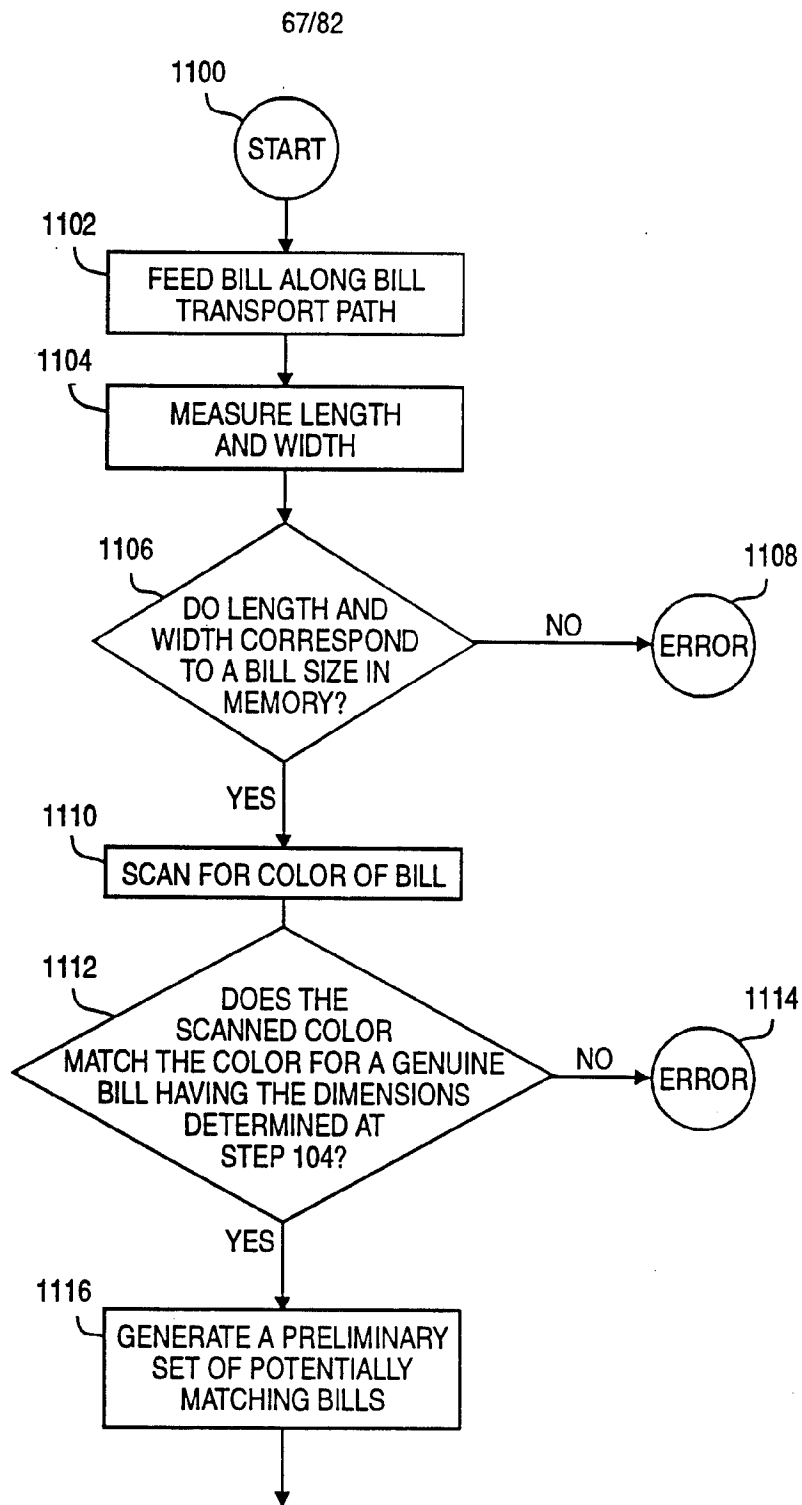 67/82
1100
START
1102
FEED BILL ALONG BILL
TRANSPORT PATH
1104
MEASURE LENGTH
AND WIDTH
1106
DO LENGTH AND
WIDTH CORRESPOND
TO A BILL SIZE IN
MEMORY?
NO
1108
ERROR
YES
1110
SCAN FOR COLOR OF BILL
1112
DOES THE
SCANNED COLOR
MATCH THE COLOR FOR A GENUINE
BILL HAVING THE DIMENSIONS
DETERMINED AT
STEP 104?
NO
1114
ERROR
YES
1116
GENERATE A PRELIMINARY
SET OF POTENTIALLY
MATCHING BILLS